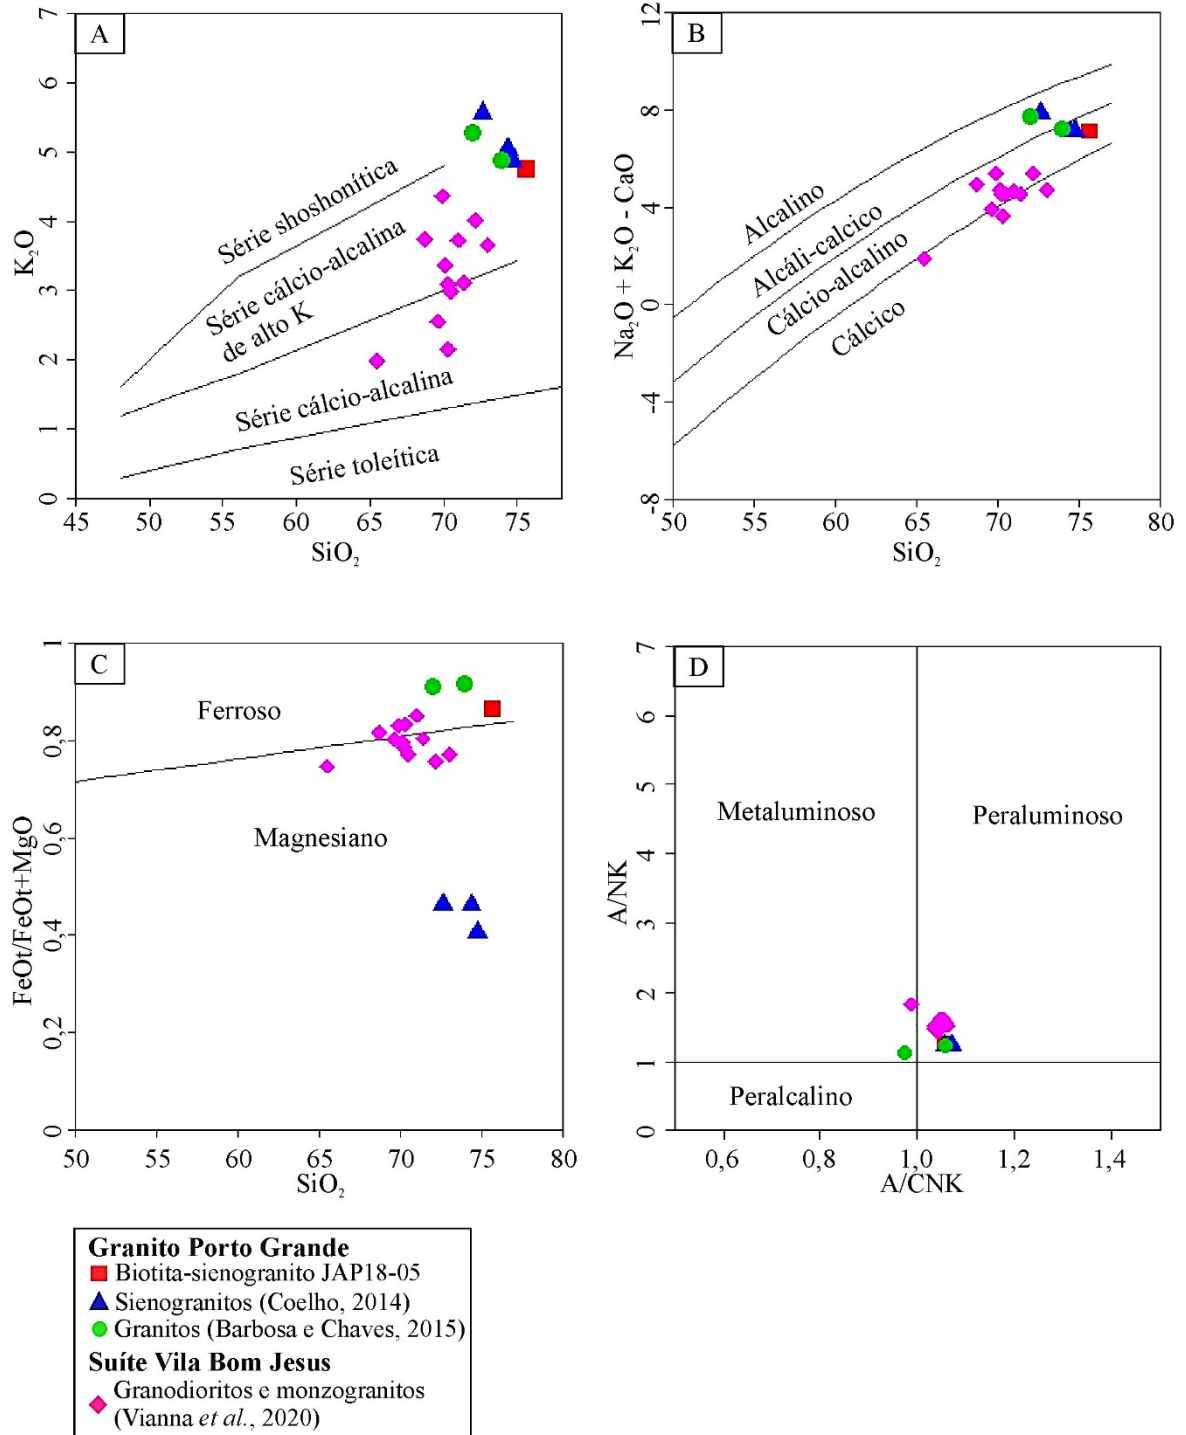 A
K₂O
7
6
5
4
3
2
1
0
Série shoshonítica
Série cálcio-alcalina
de alto K
Série cálcio-alcalina
Série toleítica
45 50 55 60 65 70 75
SiO₂
B
Na₂O + K₂O - CaO
12
8
4
0
-4
-8
Alcalino
Alcáli-calcico
Cálcio-alcalino
Cálcico
50 55 60 65 70 75 80
SiO₂
C
FeOt/FeOt+MgO
1
0,8
0,6
0,4
0,2
0
Ferroso
Magnesiano
50 55 60 65 70 75 80
SiO₂
D
A/NK
7
6
5
4
3
2
1
0
Metaluminoso
Peraluminoso
Peralcalino
0,6 0,8 1,0 1,2 1,4
A/CNK
Granito Porto Grande
Biotita-sienogranito JAP18-05
Sienogranitos (Coelho, 2014)
Granitos (Barbosa e Chaves, 2015)
Suíte Vila Bom Jesus
Granodioritos e monzogranitos
(Vianna et al., 2020)